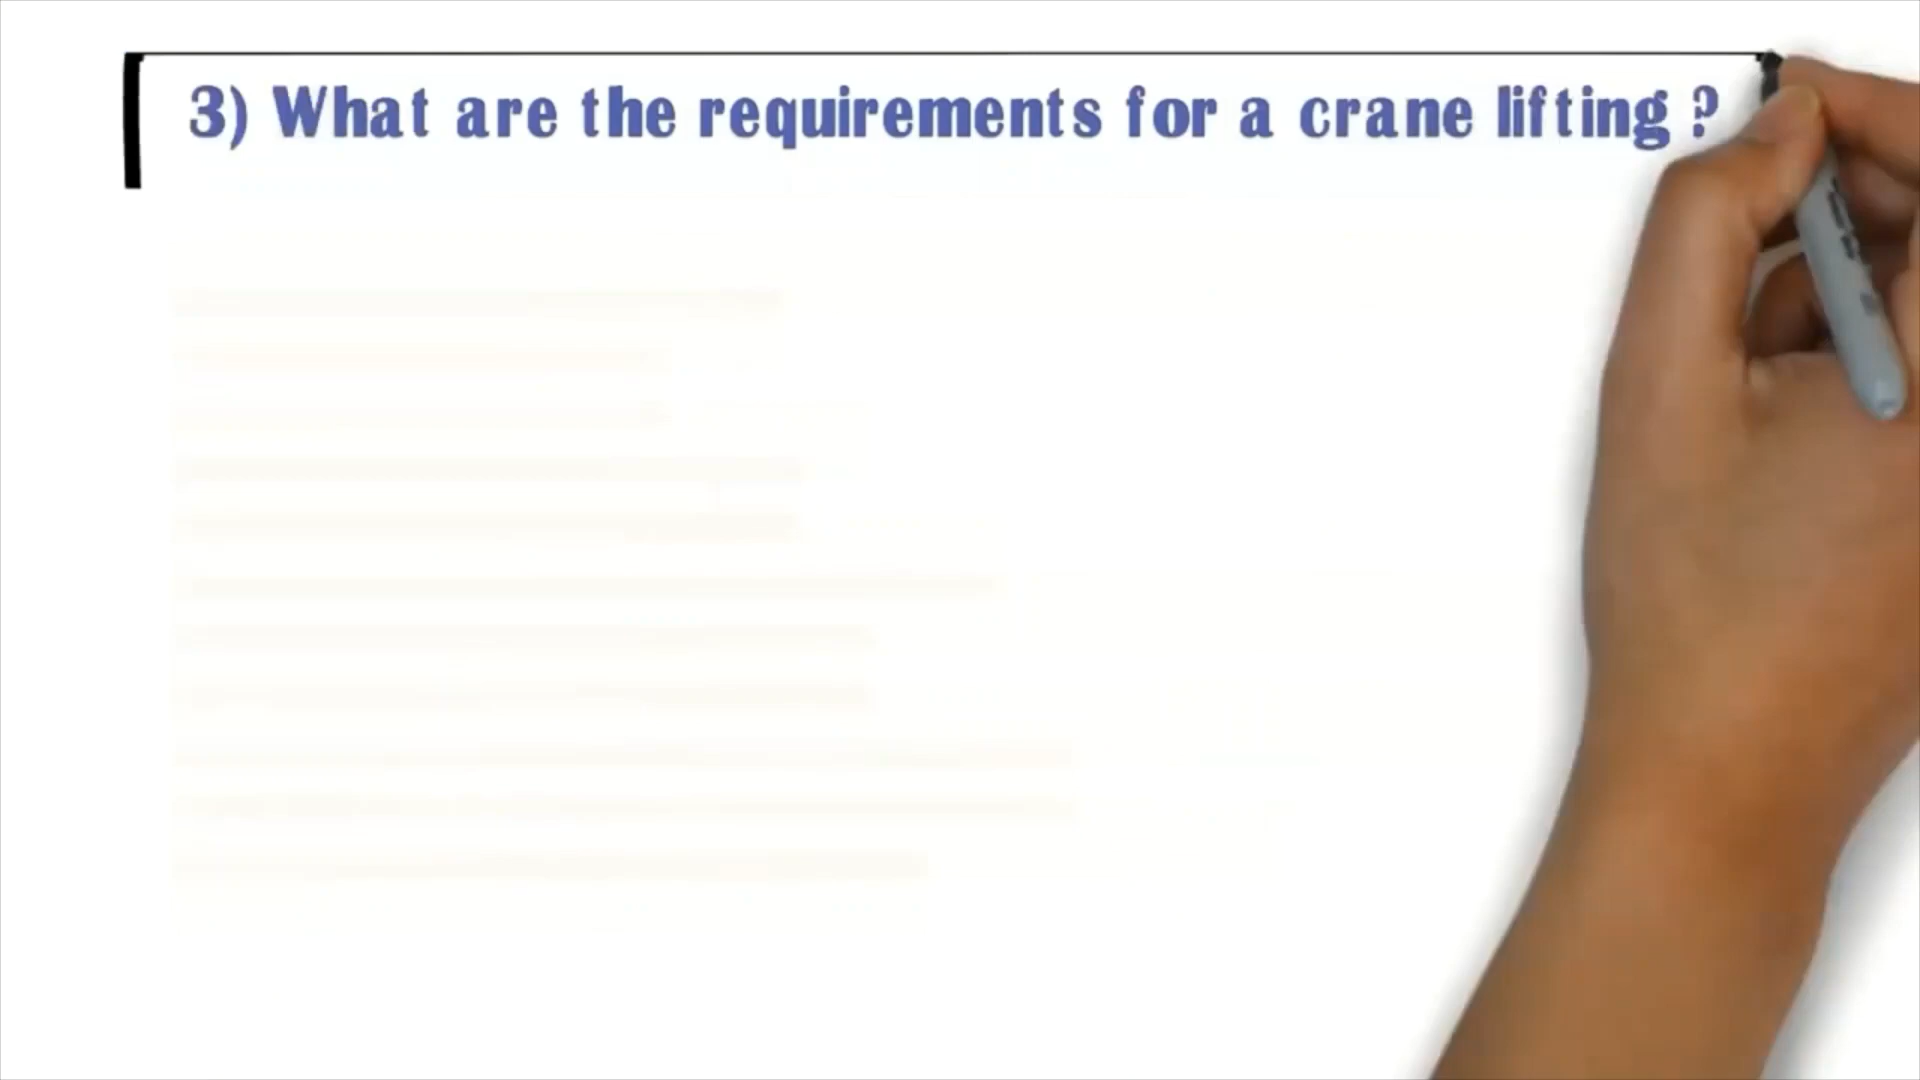 3) What are the requirements for a crane lifting ?